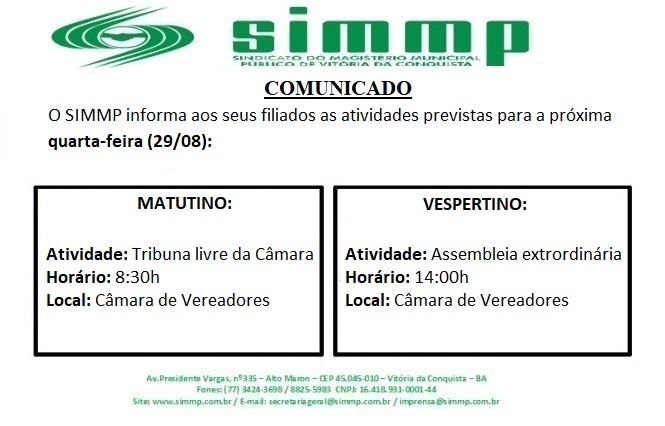 simmp
SINDICATO DO MAGISTÉRIO MUNICIPAL
PÚBLICO DE VITÓRIA DA CONQUISTA
COMUNICADO
O SIMMP informa aos seus filiados as atividades previstas para a próxima
quarta-feira (29/08):
MATUTINO:
Atividade: Tribuna livre da Câmara
Horário: 8:30h
Local: Câmara de Vereadores
VESPERTINO:
Atividade: Assembleia extrordinária
Horário: 14:00h
Local: Câmara de Vereadores
Av.Presidente Vargas, nº335 – Alto Maron – CEP 45.045-010 – Vitória da Conquista – BA
Fones: (77) 3424-3698 / 8825-5983 CNPJ: 16.418.931-0001-44
Site: www.simmp.com.br / E-mail: secretariageral@simmp.com.br / imprensa@simmp.com.br